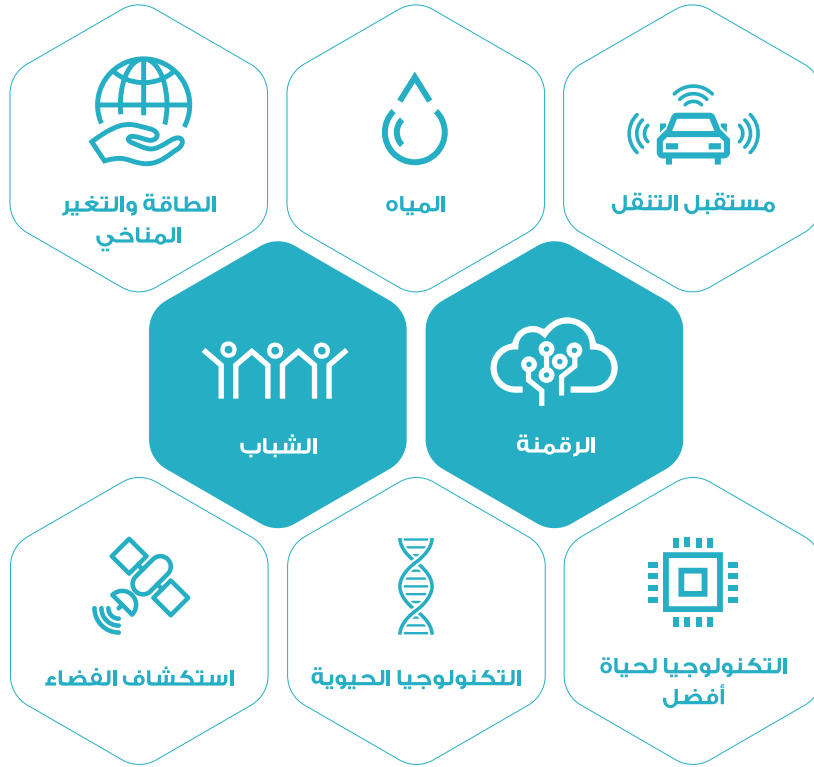 مستقبل التنقل
المياه
الطاقة والتغير
المناخي
الرقمنة
الشباب
التكنولوجيا لحياة
أفضل
التكنولوجيا الحيوية
استكشاف الفضاء